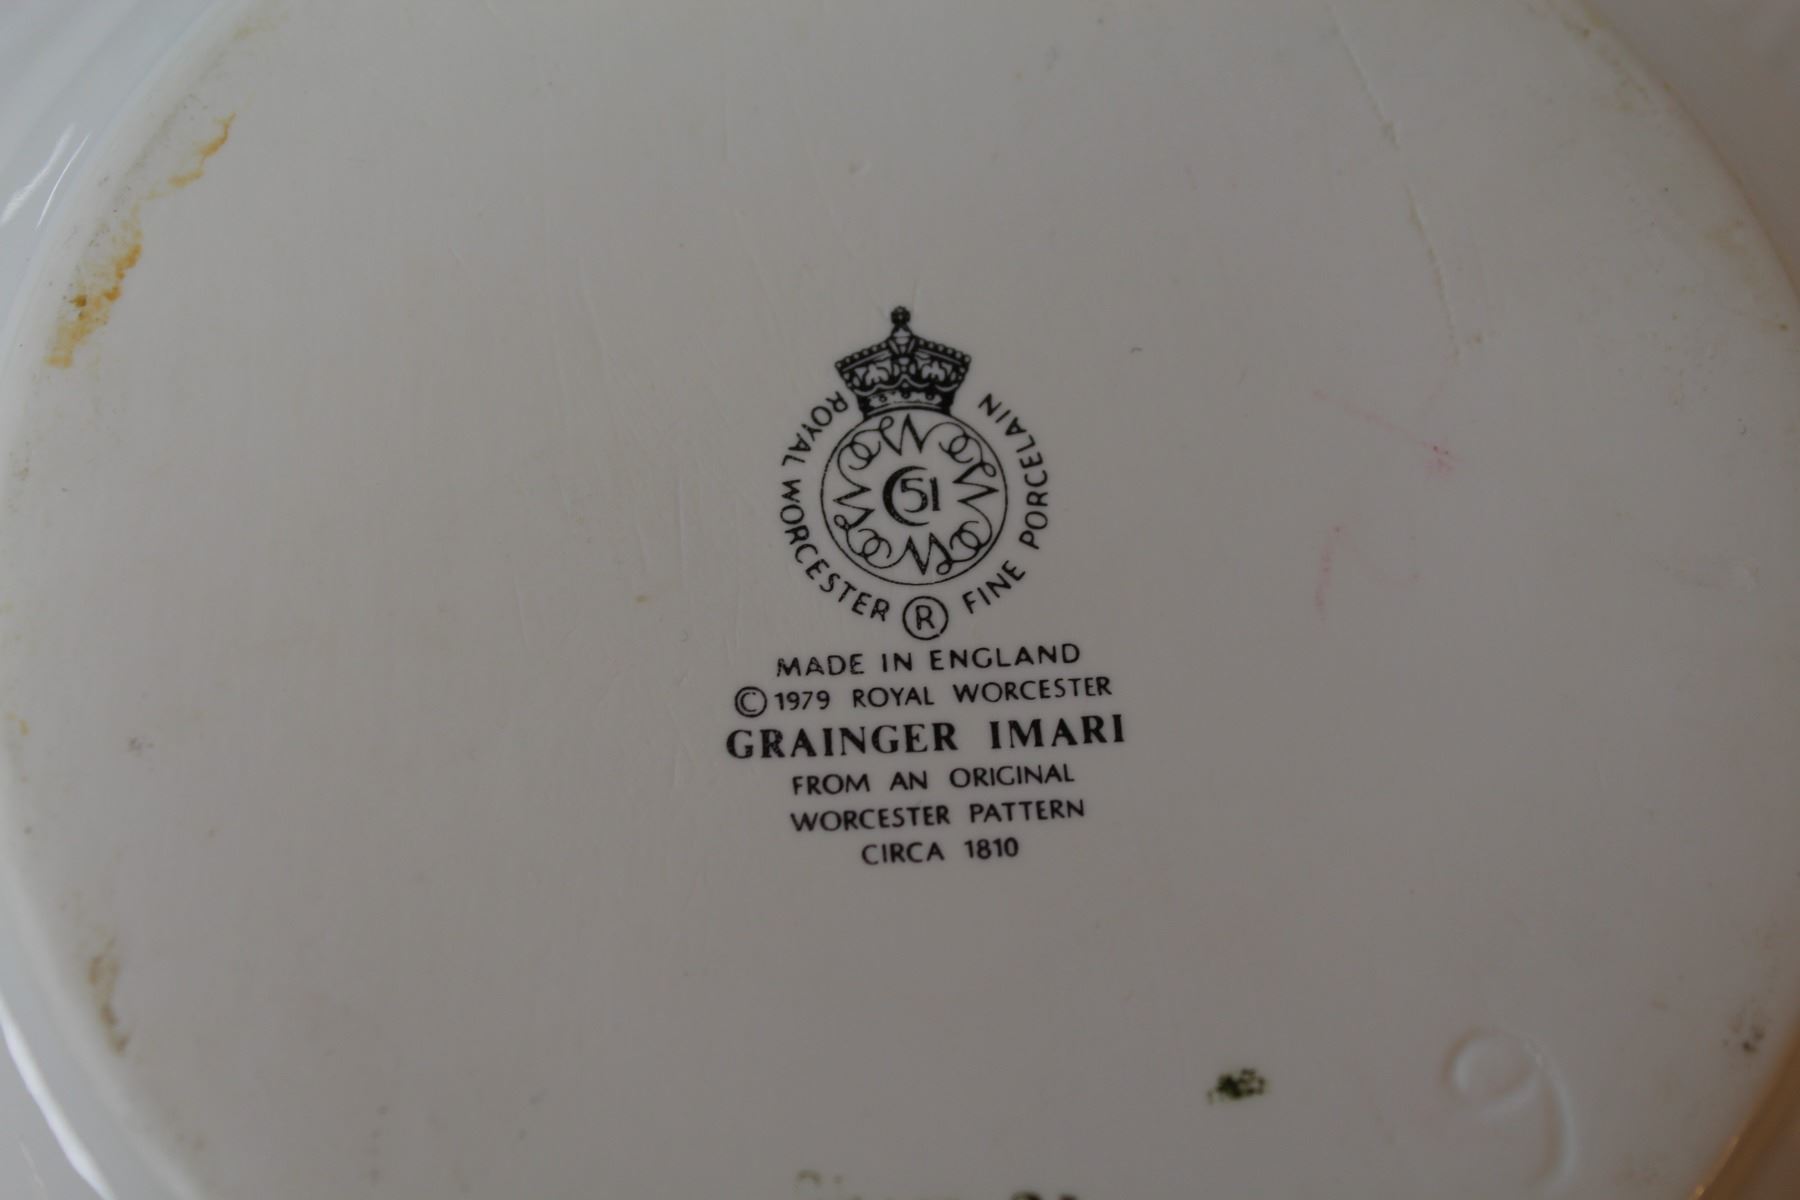 ROYAL WORCESTER ® FINE PORCELAIN
51
MADE IN ENGLAND
© 1979 ROYAL WORCESTER
GRAINGER IMARI
FROM AN ORIGINAL
WORCESTER PATTERN
CIRCA 1810